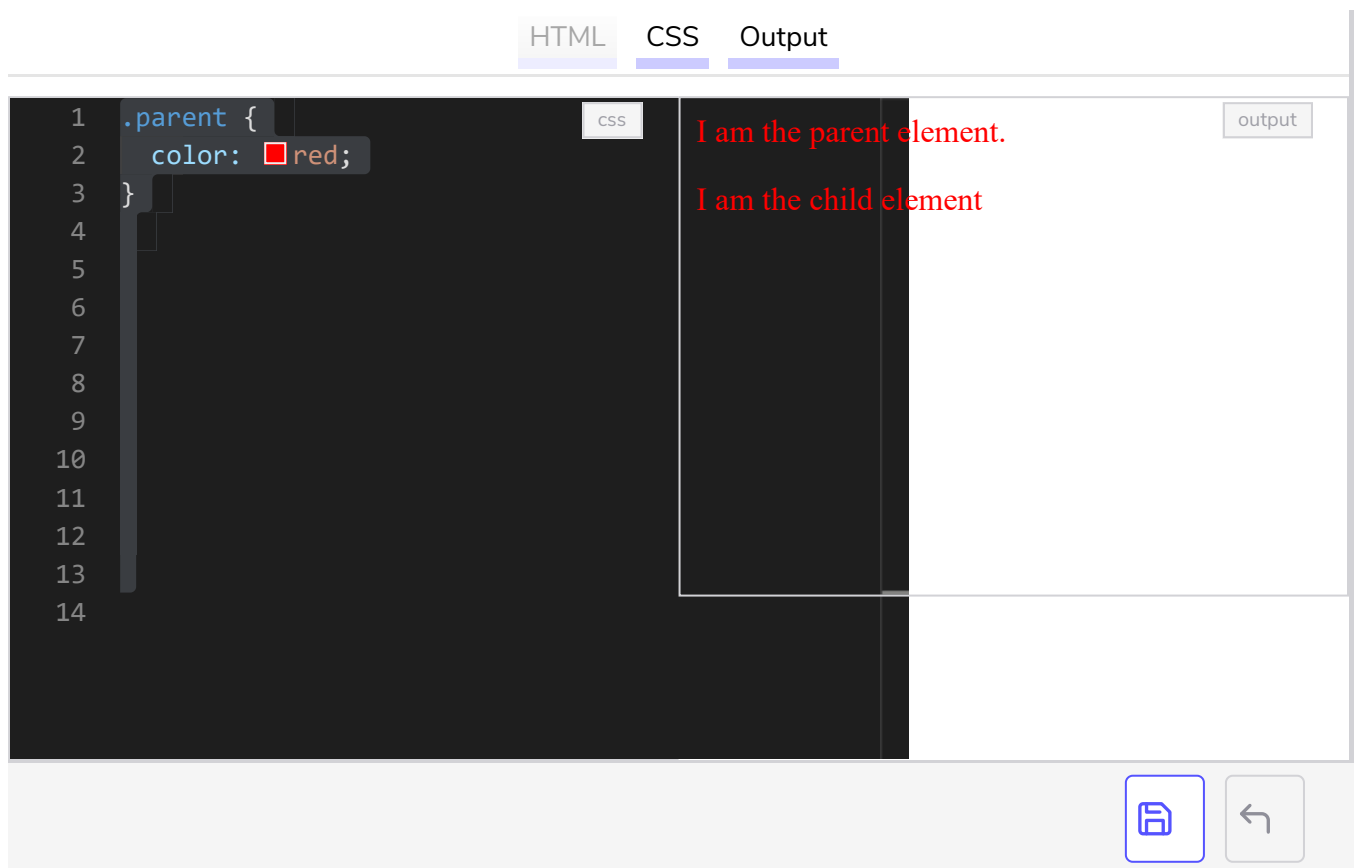 HTML CSS Output
1 .parent {
css
I am the parent element.
output
2 color: red;
3 }
I am the child element
4
5
6
7
8
9
10
11
12
13
14